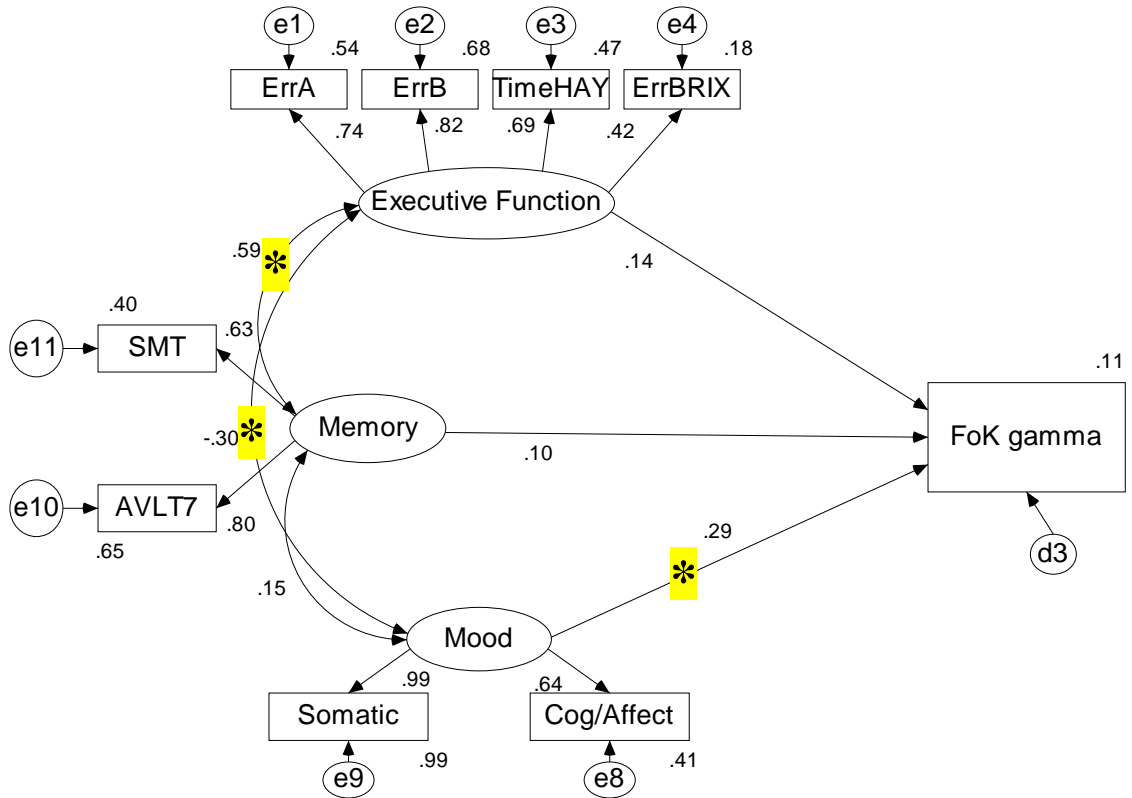 e1
e2
e3
e4
.54
.68
.47
.18
ErrA
ErrB
TimeHAY
ErrBRIX
.74
.82
.69
.42
Executive Function
.59
*
.14
.40
.63
e11
SMT
.11
Memory
FoK gamma
-.30
*
.10
e10
AVLT7
.80
.65
.29
d3
*
.15
Mood
.99
.64
Somatic
Cog/Affect
.99
.41
e9
e8